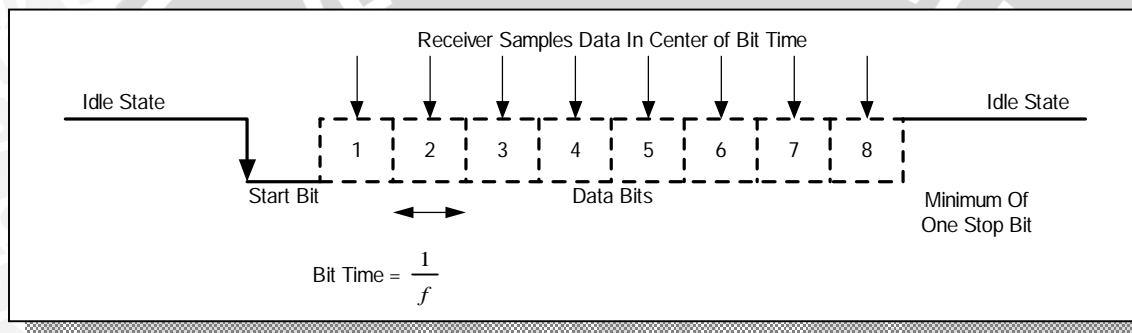 Receiver Samples Data In Center of Bit Time
Idle State
Idle State
1 2 3 4 5 6 7 8
Start Bit
Data Bits
Minimum Of
One Stop Bit
Bit Time = 1
f